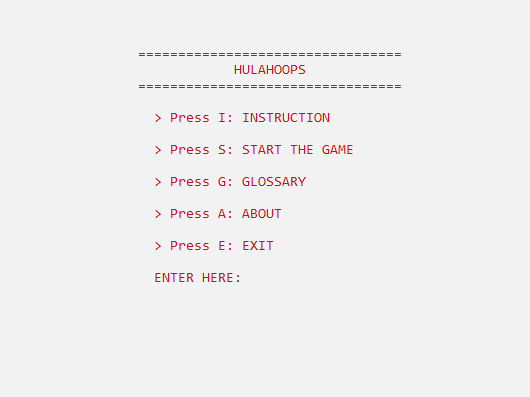 =================================
HULAHOOPS
=================================
> Press I: INSTRUCTION
> Press S: START THE GAME
> Press G: GLOSSARY
> Press A: ABOUT
> Press E: EXIT
ENTER HERE: